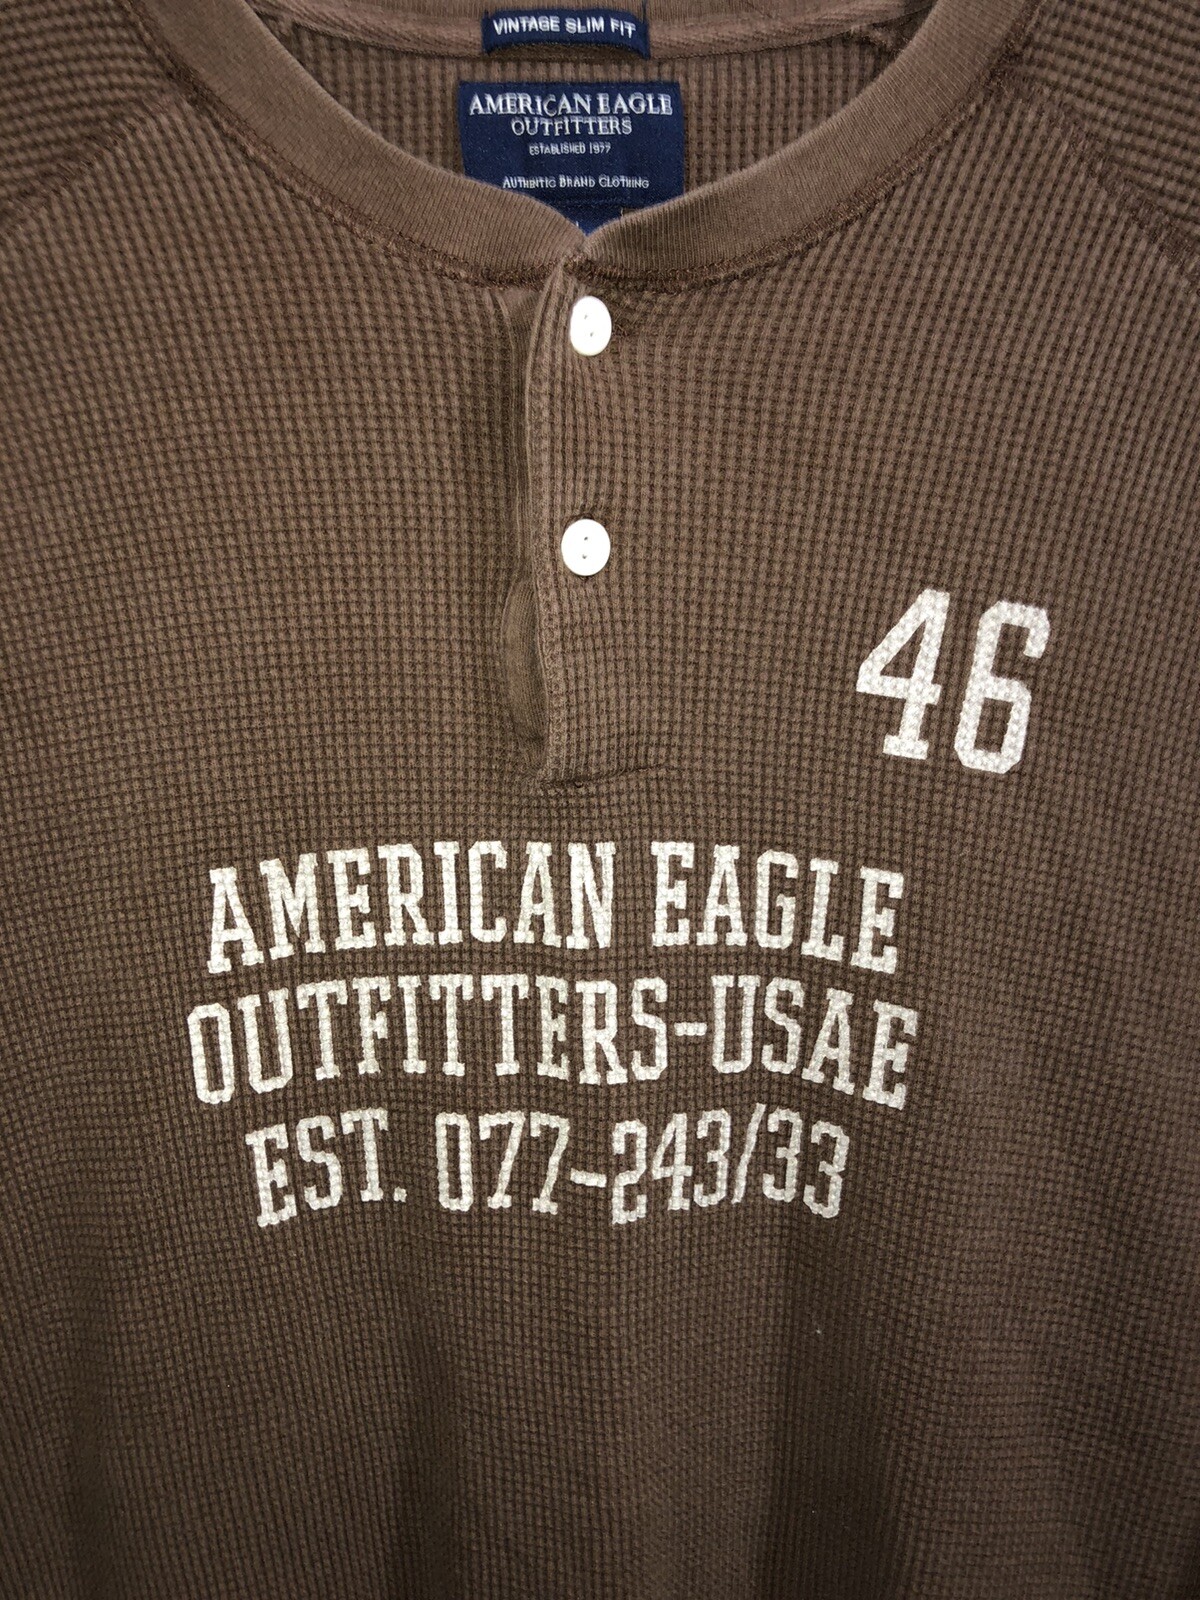 VINTAGE SLIM FIT
AMERICAN EAGLE
OUTFITTERS
ESTABLISHED 1977
AUTHENTIC BRAND CLOTHING
46
AMERICAN EAGLE
OUTFITTERS-USAE
EST. 077-243/33